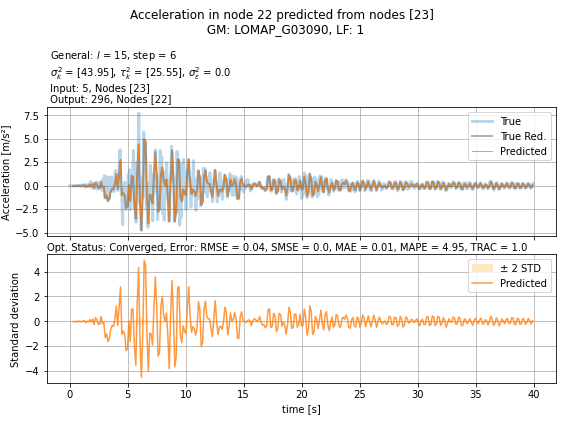 Acceleration in node 22 predicted from nodes [23]
GM: LOMAP_G03090, LF: 1
General: l = 15, step = 6
σ²ₖ = [43.95], τ²ₖ = [25.55], σ²ε = 0.0
Input: 5, Nodes [23]
Output: 296, Nodes [22]
Acceleration [m/s²]
7.5
5.0
2.5
0.0
−2.5
−5.0
True
True Red.
Predicted
Opt. Status: Converged, Error: RMSE = 0.04, SMSE = 0.0, MAE = 0.01, MAPE = 4.95, TRAC = 1.0
Standard deviation
4
2
0
−2
−4
± 2 STD
Predicted
0 5 10 15 20 25 30 35 40
time [s]